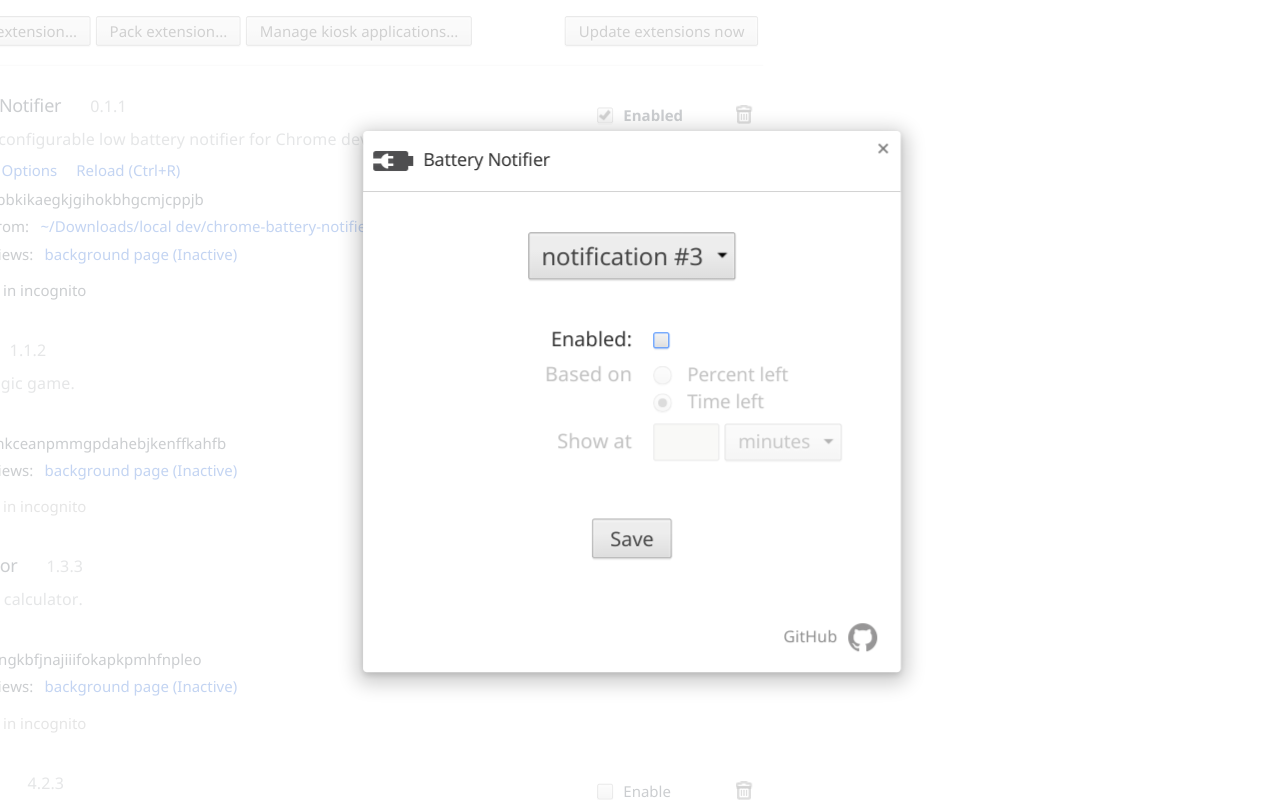 extension...
Pack extension...
Manage kiosk applications...
Update extensions now
Notifier 0.1.1
Enabled
configurable low battery notifier for Chrome dev
Options Reload (Ctrl+R)
obkikaegkjgihokbhgcmjcppjb
rom: ~/Downloads/local dev/chrome-battery-notifie
iews: background page (Inactive)
in incognito
1.1.2
gic game.
nkceanpmmgpdahebjkenffkahfb
iews: background page (Inactive)
in incognito
or 1.3.3
calculator.
ngkbfjnajiiifokapkpmhfnpleo
iews: background page (Inactive)
in incognito
4.2.3
Enable
Battery Notifier
×
notification #3
Enabled:
Based on Percent left
Time left
Show at minutes
Save
GitHub